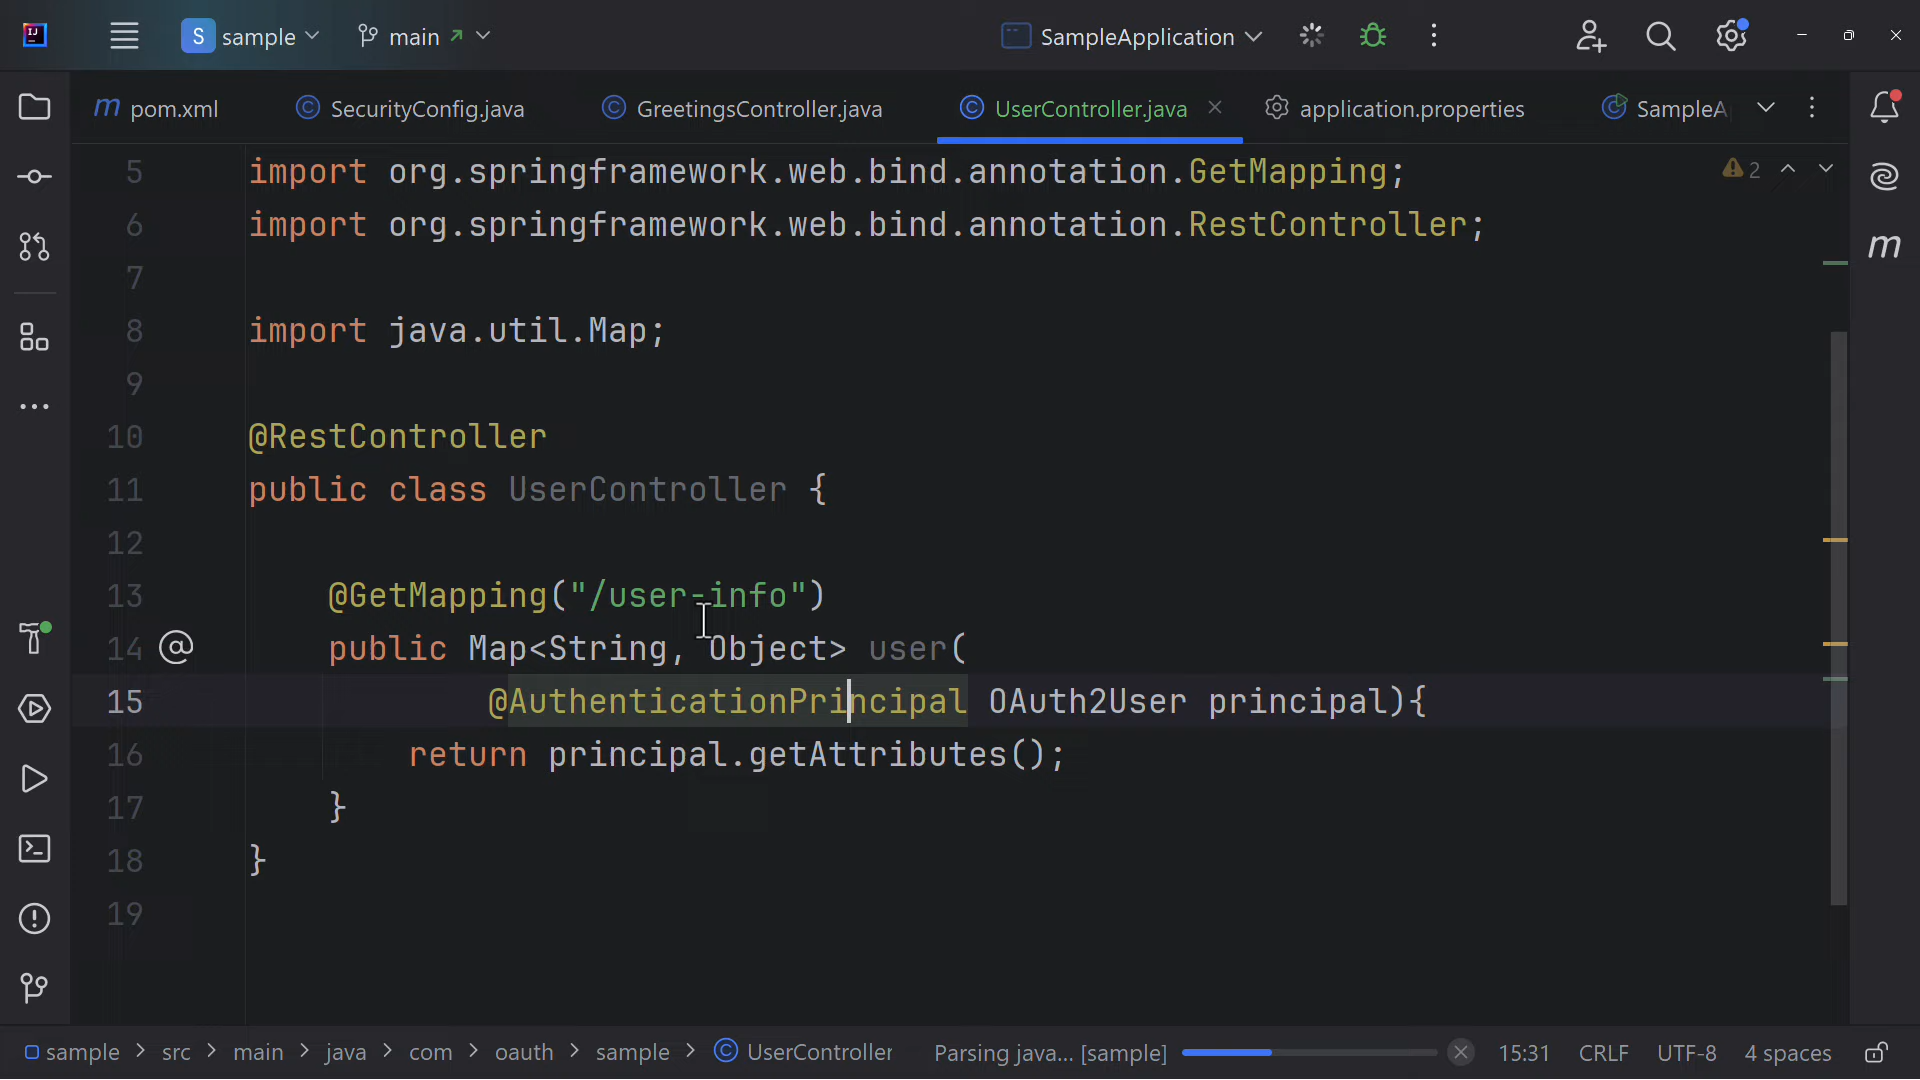 IJ
S sample main SampleApplication
m pom.xml SecurityConfig.java GreetingsController.java UserController.java application.properties SampleA
5 import org.springframework.web.bind.annotation.GetMapping; 2
6 import org.springframework.web.bind.annotation.RestController;
7
8 import java.util.Map;
9
10 @RestController
11 public class UserController {
12
13 @GetMapping("/user-info")
14 @ public Map<String, Object> user(
15 @AuthenticationPrincipal OAuth2User principal){
16 return principal.getAttributes();
17 }
18 }
19
sample > src > main > java > com > oauth > sample > UserController Parsing java... [sample] 15:31 CRLF UTF-8 4 spaces